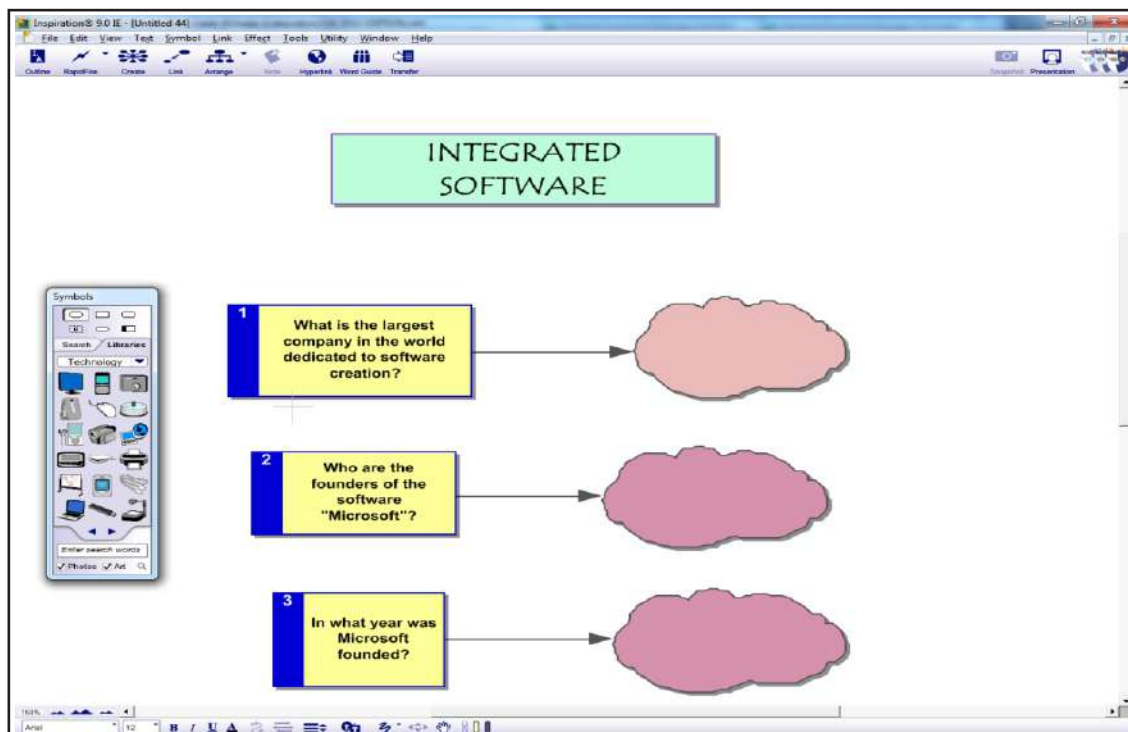 Inspiration® 9.0 IE - [Untitled 44]
File Edit View Text Symbol Link Effect Tools Utility Window Help
Outline RapidFire Create Link Arrange Note Hyperlink Word Guide Transfer Presentation
INTEGRATED
SOFTWARE
Symbols
Search Libraries
Technology
Enter search words
Photos Art
1
What is the largest
company in the world
dedicated to software
creation?
2
Who are the
founders of the
software
"Microsoft"?
3
In what year was
Microsoft
founded?
Arial 12 B I U A